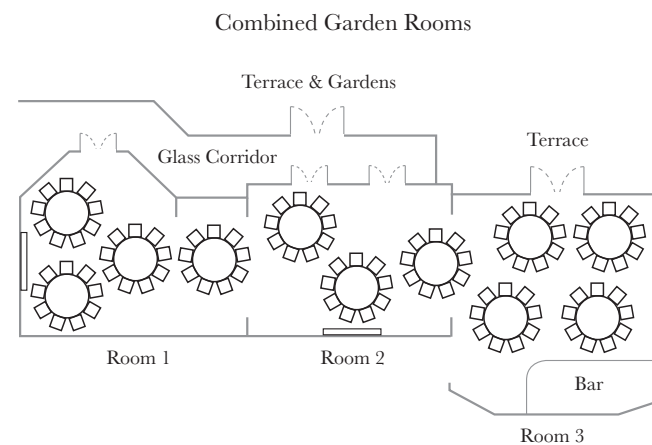 Combined Garden Rooms
Terrace & Gardens
Terrace
Glass Corridor
Room 1
Room 2
Bar
Room 3